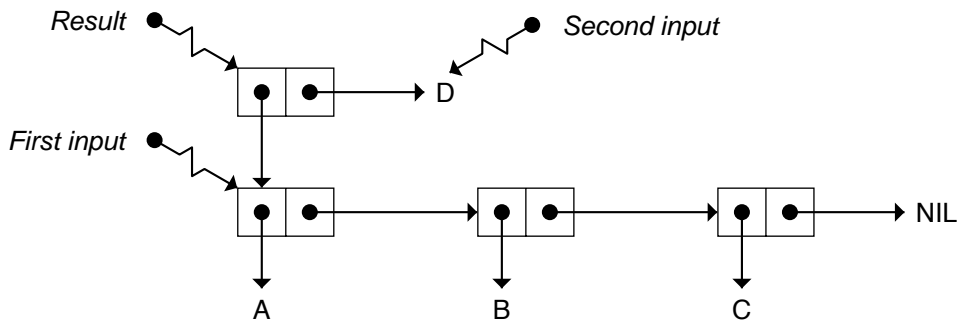 Result
Second input
D
First input
NIL
A
B
C